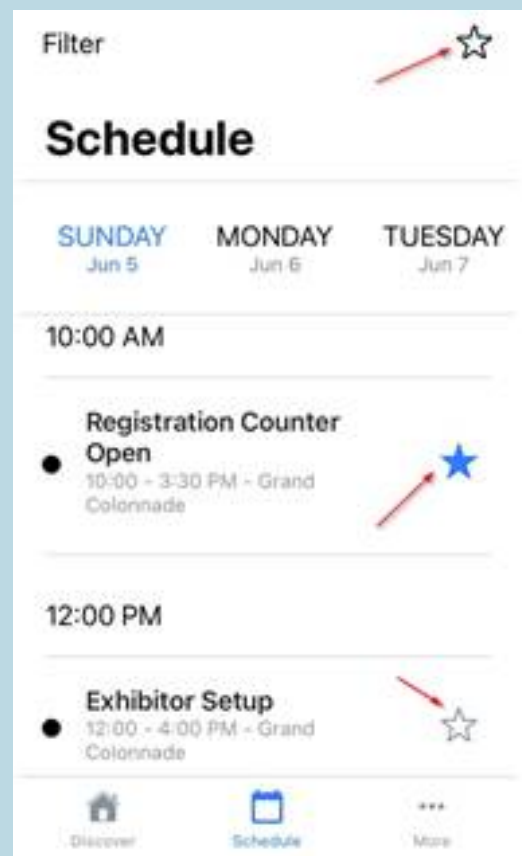 Filter
Schedule
SUNDAY MONDAY TUESDAY
Jun 5 Jun 6 Jun 7
10:00 AM
Registration Counter
Open
10:00 - 3:30 PM - Grand
Colonnade
12:00 PM
Exhibitor Setup
12:00 - 4:00 PM - Grand
Colonnade
Discover Schedule More